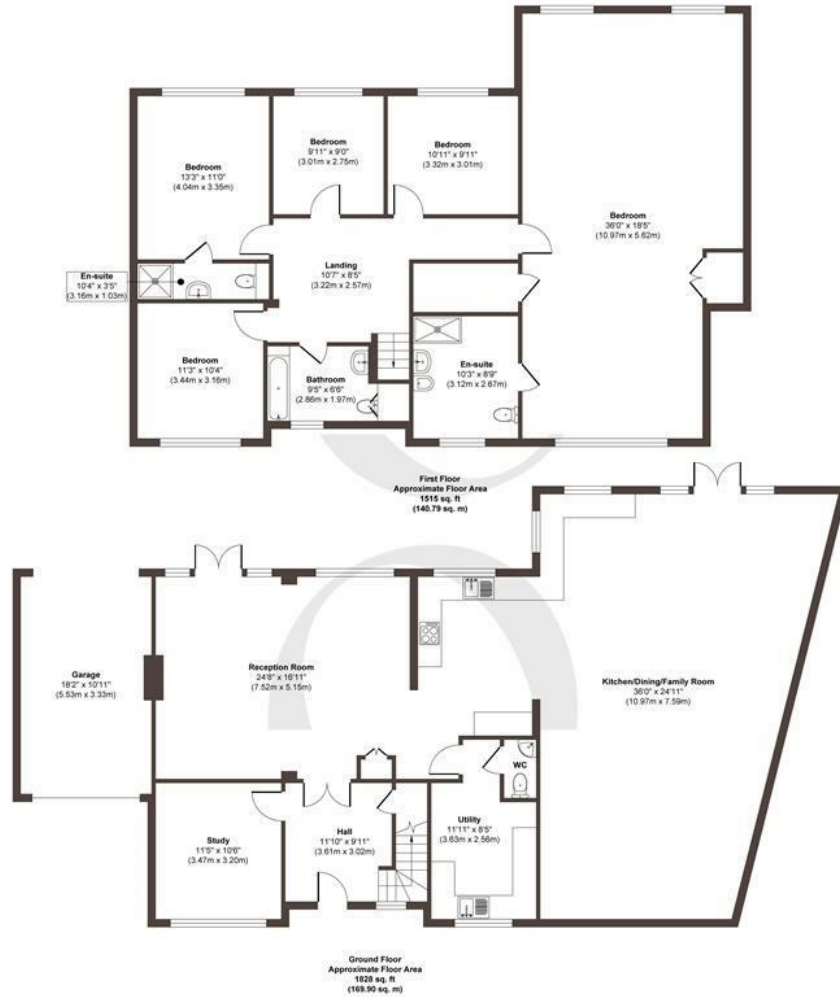 Bedroom
9'11" x 9'0"
(3.01m x 2.75m)
Bedroom
10'11" x 9'11"
(3.32m x 3.01m)
Bedroom
13'3" x 11'0"
(4.04m x 3.35m)
Bedroom
36'0" x 18'5"
(10.97m x 5.62m)
Landing
10'7" x 8'5"
(3.22m x 2.57m)
En-suite
10'4" x 3'5"
(3.16m x 1.03m)
Bedroom
11'3" x 10'4"
(3.44m x 3.16m)
Bathroom
9'5" x 6'6"
(2.86m x 1.97m)
En-suite
10'3" x 8'9"
(3.12m x 2.67m)
First Floor
Approximate Floor Area
1515 sq. ft
(140.79 sq. m)
Garage
18'2" x 10'11"
(5.53m x 3.33m)
Reception Room
24'8" x 16'11"
(7.52m x 5.15m)
Kitchen/Dining/Family Room
36'0" x 24'11"
(10.97m x 7.59m)
WC
Study
11'5" x 10'6"
(3.47m x 3.20m)
Hall
11'10" x 9'11"
(3.61m x 3.02m)
Utility
11'11" x 8'5"
(3.63m x 2.56m)
Ground Floor
Approximate Floor Area
1828 sq. ft
(169.90 sq. m)